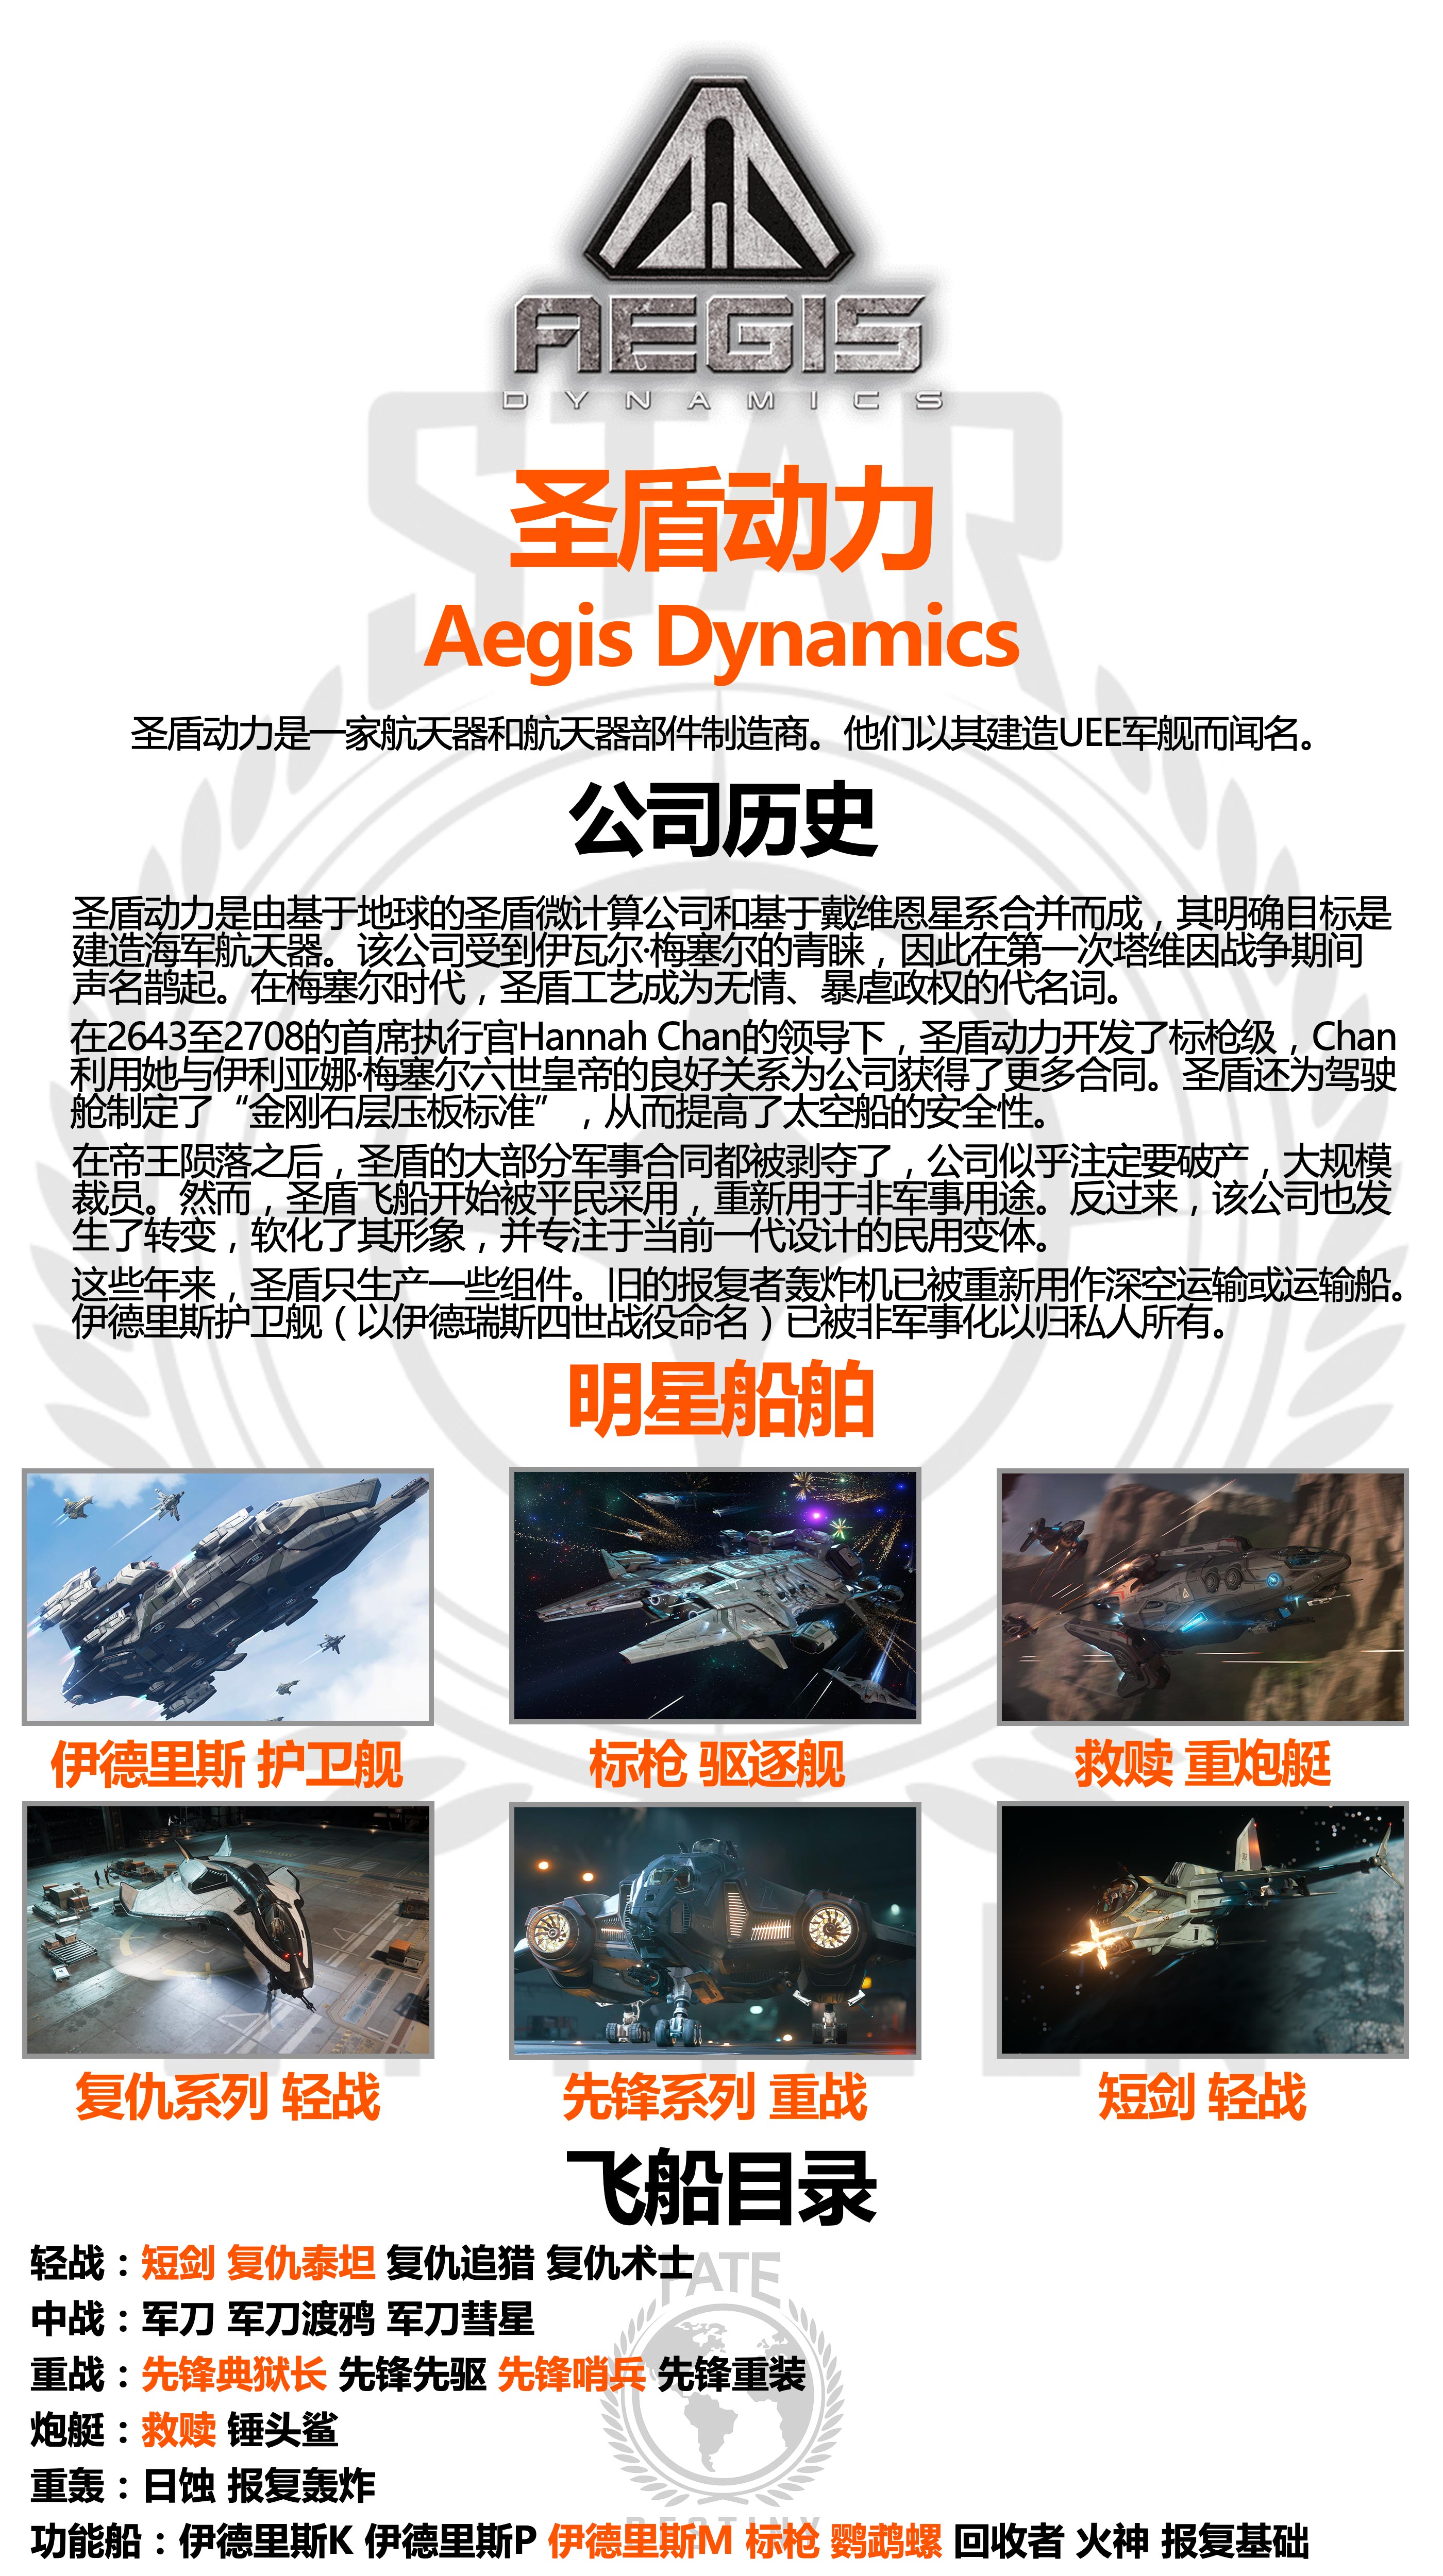 AEGIS
DYNAMICS
STAR
圣盾动力
Aegis Dynamics
圣盾动力是一家航天器和航天器部件制造商。他们以其建造UEE军舰而闻名。
公司历史
圣盾动力是由基于地球的圣盾微计算公司和基于戴维恩星系合并而成，其明确目标是
建造海军航天器。该公司受到伊瓦尔·梅塞尔的青睐，因此在第一次塔维因战争期间
声名鹊起。在梅塞尔时代，圣盾工艺成为无情、暴虐政权的代名词。
在2643至2708的首席执行官Hannah Chan的领导下，圣盾动力开发了标枪级，Chan
利用她与伊利亚娜·梅塞尔六世皇帝的良好关系为公司获得了更多合同。圣盾还为驾驶
舱制定了“金刚石层压板标准”，从而提高了太空船的安全性。
在帝王陨落之后，圣盾的大部分军事合同都被剥夺了，公司似乎注定要破产，大规模
裁员。然而，圣盾飞船开始被平民采用，重新用于非军事用途。反过来，该公司也发
生了转变，软化了其形象，并专注于当前一代设计的民用变体。
这些年来，圣盾只生产一些组件。旧的报复者轰炸机已被重新用作深空运输或运输船。
伊德里斯护卫舰（以伊德瑞斯四世战役命名）已被非军事化以归私人所有。
明星船舶
伊德里斯 护卫舰
标枪 驱逐舰
救赎 重炮艇
复仇系列 轻战
先锋系列 重战
短剑 轻战
飞船目录
轻战：短剑 复仇泰坦 复仇追猎 复仇术士
中战：军刀 军刀渡鸦 军刀彗星
重战：先锋典狱长 先锋先驱 先锋哨兵 先锋重装
炮艇：救赎 锤头鲨
重轰：日蚀 报复轰炸
功能船：伊德里斯K 伊德里斯P 伊德里斯M 标枪 鹦鹉螺 回收者 火神 报复基础
FATE
DESTINY